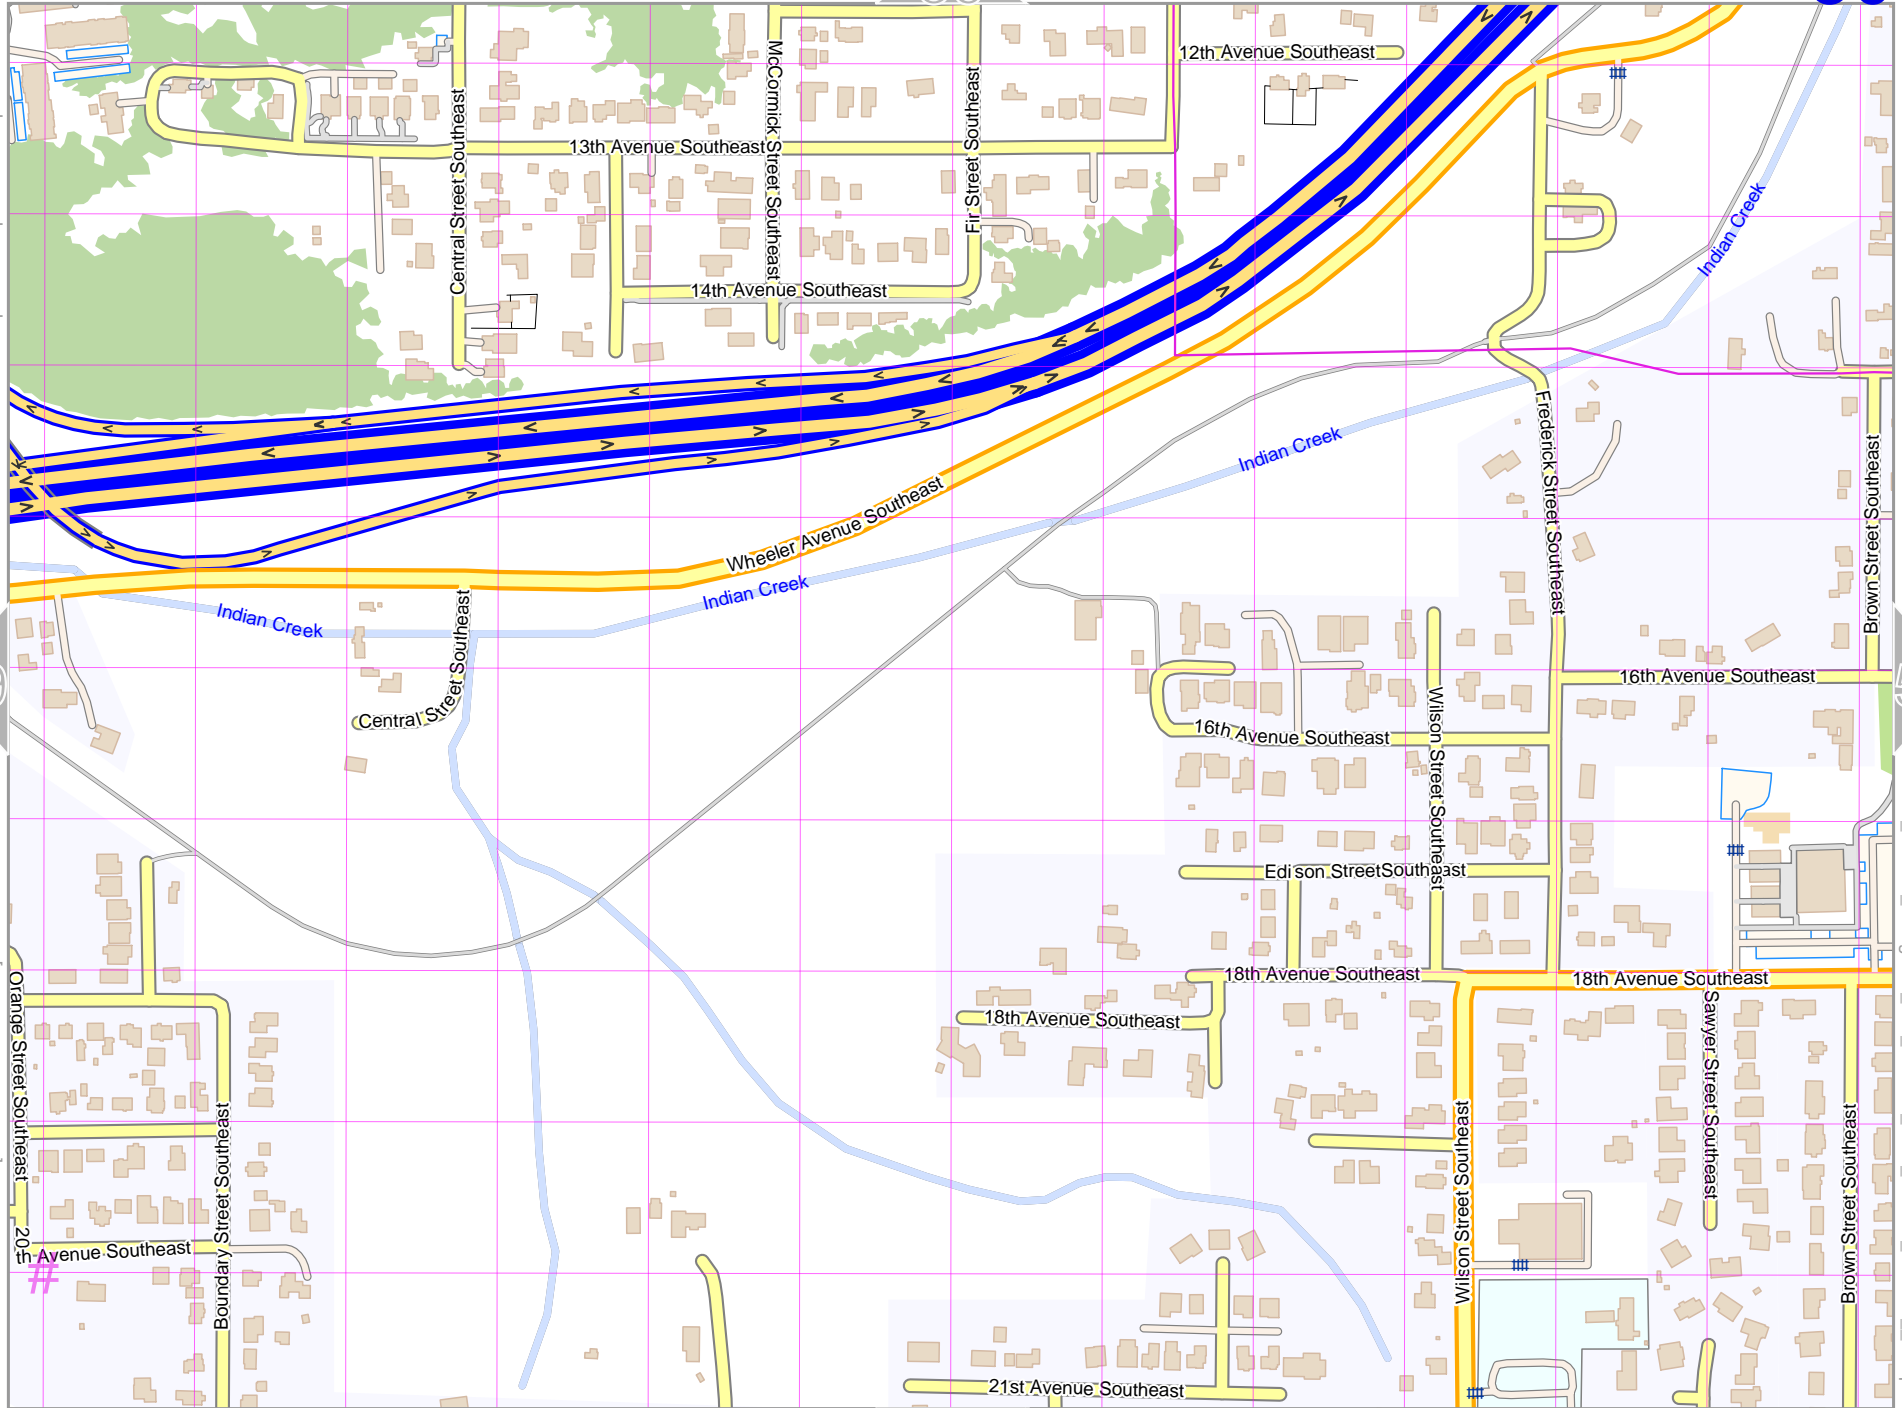 12th Avenue Southeast
McCormick Street Southeast
Fir Street Southeast
Central Street Southeast
13th Avenue Southeast
Indian Creek
14th Avenue Southeast
Frederick Street Southeast
Indian Creek
Brown Street Southeast
Wheeler Avenue Southeast
Indian Creek
Indian Creek
Central Street Southeast
16th Avenue Southeast
Wilson Street Southeast
16th Avenue Southeast
Edison StreetSoutheast
18th Avenue Southeast
18th Avenue Southeast
Orange Street Southeast
18th Avenue Southeast
Sawyer Street Southeast
Boundary Street Southeast
Wilson Street Southeast
Brown Street Southeast
20th Avenue Southeast
#
21st Avenue Southeast